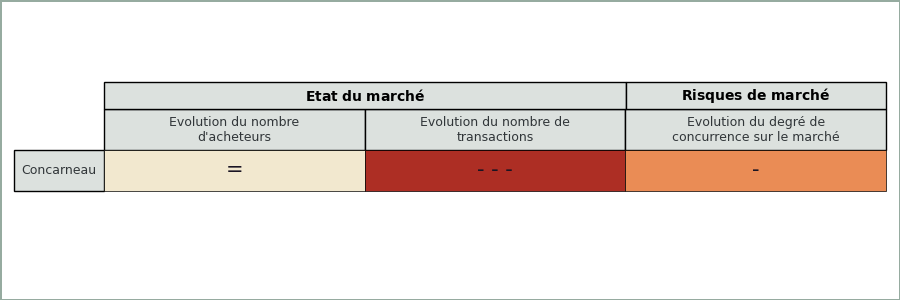 Etat du marché
Risques de marché
Evolution du nombre
d'acheteurs
Evolution du nombre de
transactions
Evolution du degré de
concurrence sur le marché
Concarneau
=
- - -
-